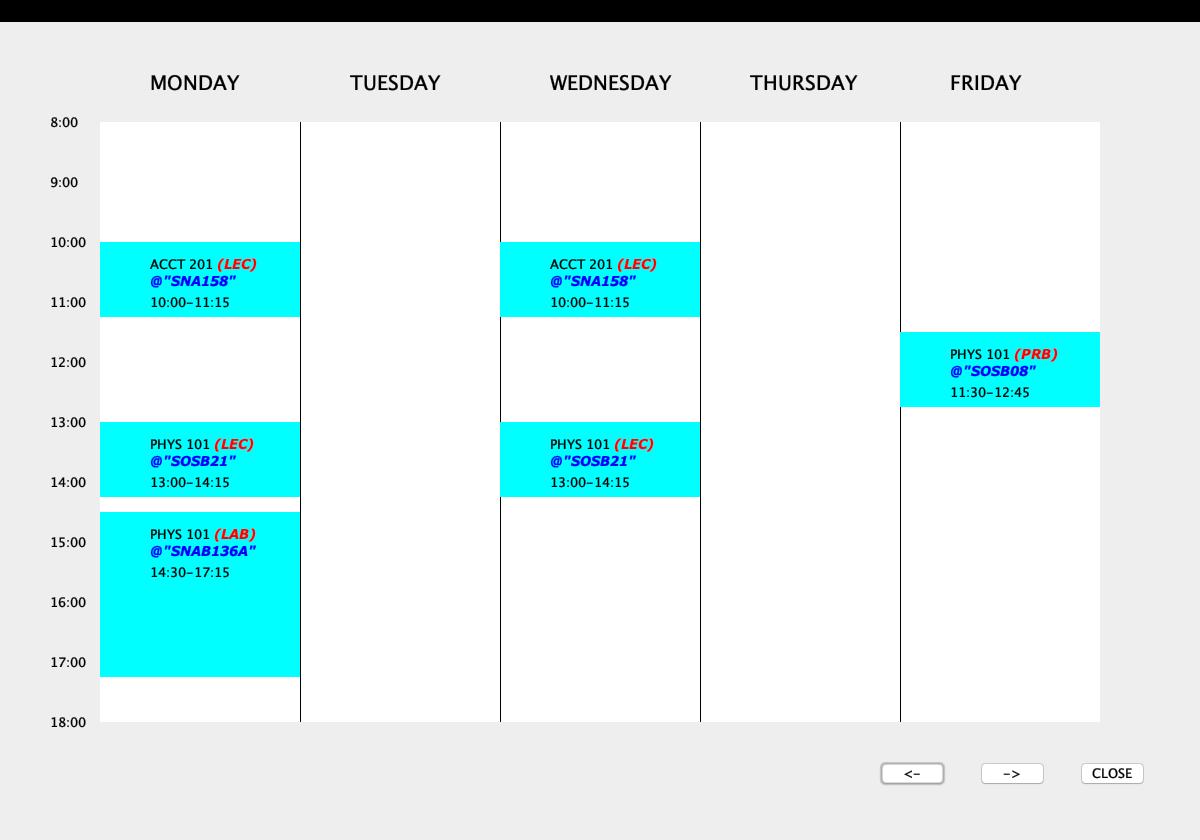 MONDAY TUESDAY WEDNESDAY THURSDAY FRIDAY
8:00
9:00
10:00
ACCT 201 (LEC) ACCT 201 (LEC)
@"SNA158" @"SNA158"
11:00 10:00-11:15 10:00-11:15
PHYS 101 (PRB)
12:00
@"SOSB08"
11:30-12:45
13:00
PHYS 101 (LEC) PHYS 101 (LEC)
@"SOSB21" @"SOSB21"
14:00 13:00-14:15 13:00-14:15
PHYS 101 (LAB)
15:00
@"SNAB136A"
14:30-17:15
16:00
17:00
18:00
<- -> CLOSE